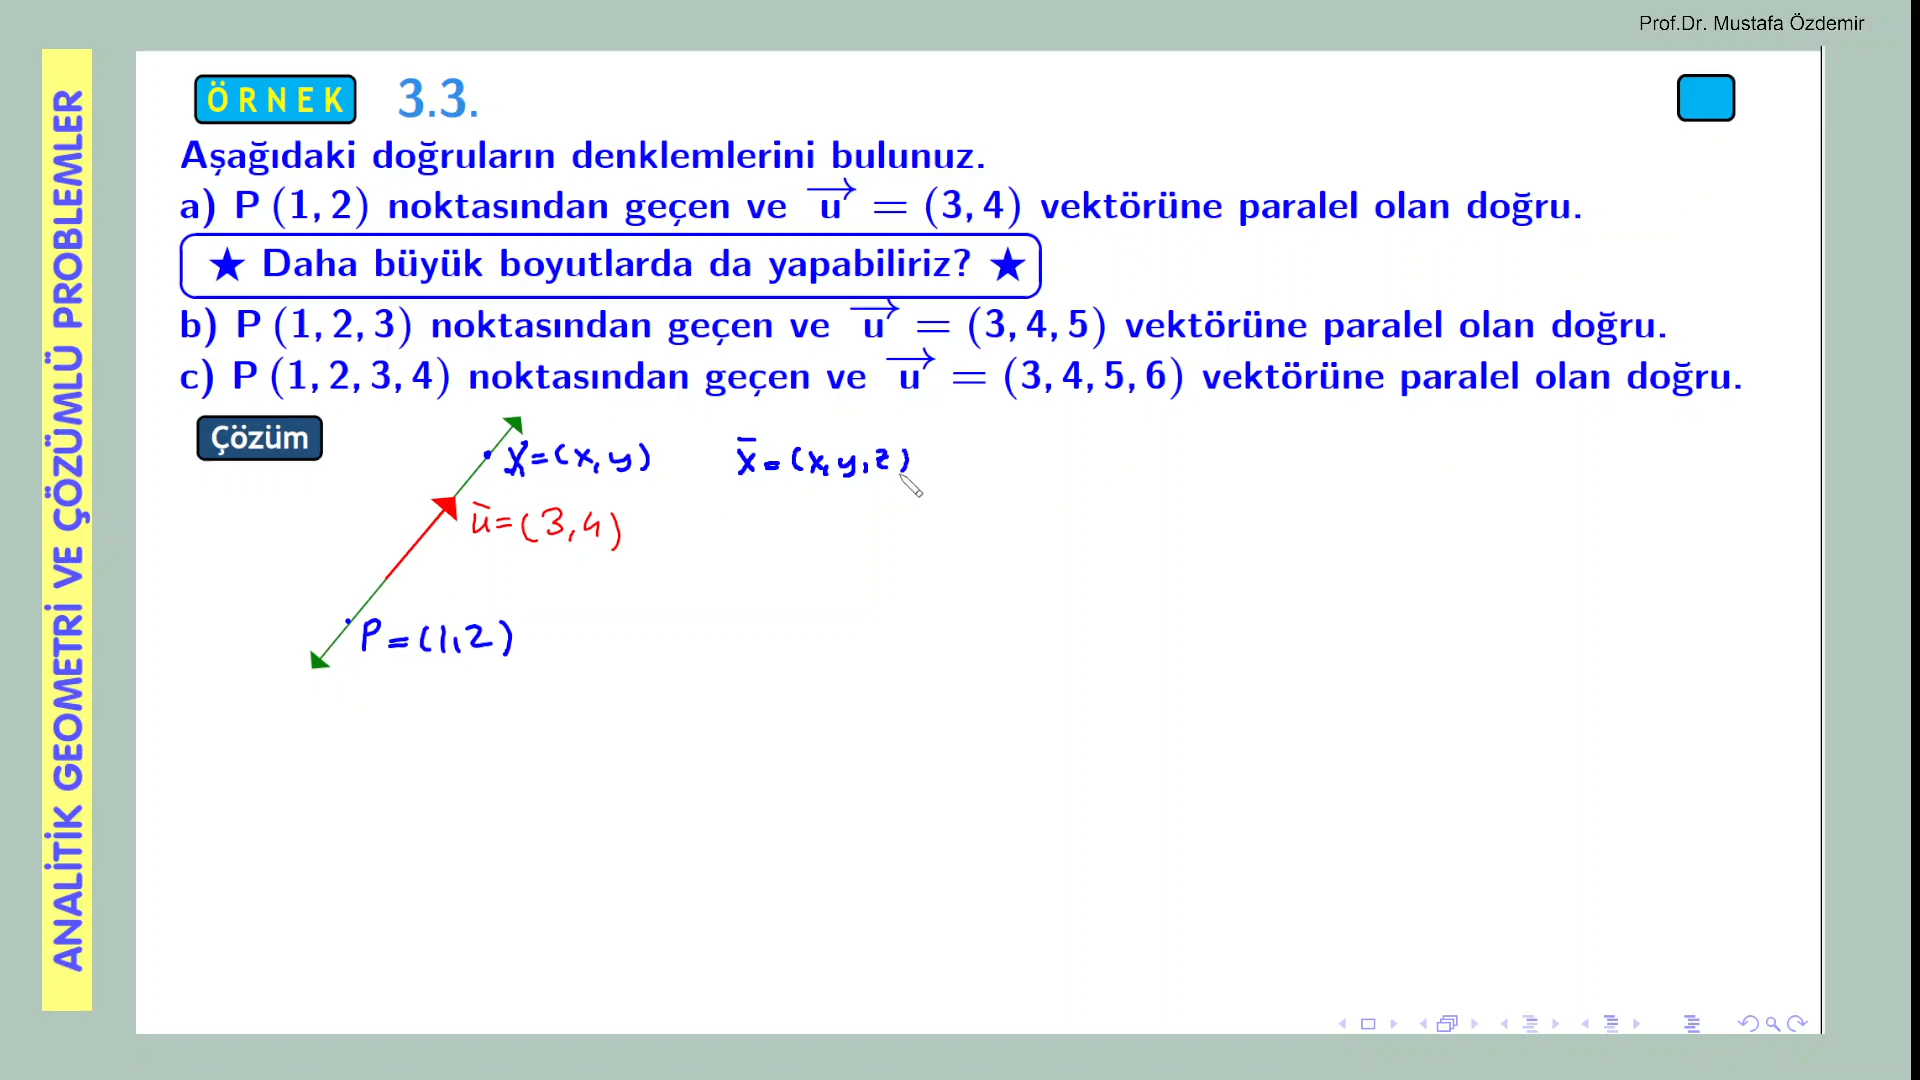 Prof.Dr. Mustafa Özdemir
ANALİTİK GEOMETRİ VE ÇÖZÜMLÜ PROBLEMLER
ÖRNEK 3.3.
Aşağıdaki doğruların denklemlerini bulunuz.
a) P (1, 2) noktasından geçen ve u⃗ = (3, 4) vektörüne paralel olan doğru.
★ Daha büyük boyutlarda da yapabiliriz? ★
b) P (1, 2, 3) noktasından geçen ve u⃗ = (3, 4, 5) vektörüne paralel olan doğru.
c) P (1, 2, 3, 4) noktasından geçen ve u⃗ = (3, 4, 5, 6) vektörüne paralel olan doğru.
Çözüm
X=(x,y) x̄=(x,y,z)
ū=(3,4)
P=(1,2)